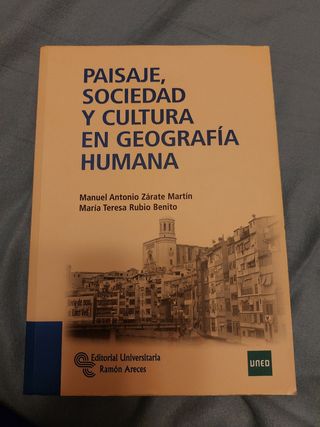 PAISAJE,
SOCIEDAD
Y CULTURA
EN GEOGRAFÍA
HUMANA
Manuel Antonio Zárate Martín
María Teresa Rubio Benito
Editorial Universitaria
Ramón Areces
UNED